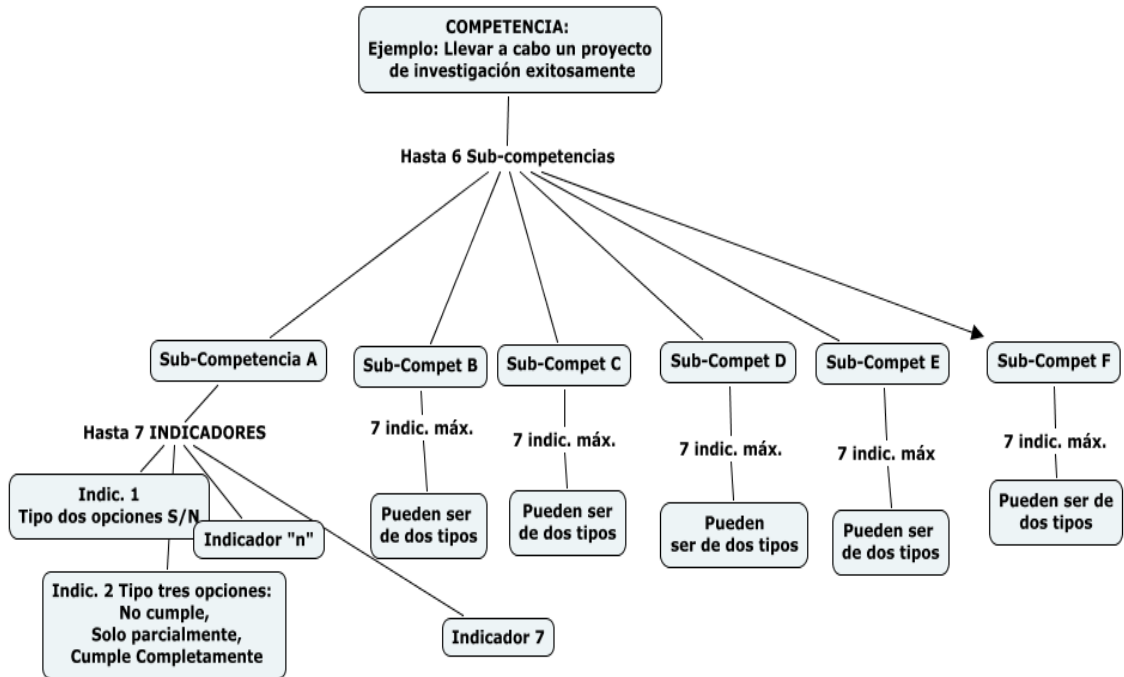 COMPETENCIA:
Ejemplo: Llevar a cabo un proyecto
de investigación exitosamente
Hasta 6 Sub-competencias
Sub-Competencia A
Sub-Compet B
Sub-Compet C
Sub-Compet D
Sub-Compet E
Sub-Compet F
Hasta 7 INDICADORES
7 indic. máx.
7 indic. máx.
7 indic. máx.
7 indic. máx
7 indic. máx.
Indic. 1
Tipo dos opciones S/N
Indicador "n"
Pueden ser
de dos tipos
Pueden ser
de dos tipos
Pueden
ser de dos tipos
Pueden ser
de dos tipos
Pueden ser de
dos tipos
Indic. 2 Tipo tres opciones:
No cumple,
Solo parcialmente,
Cumple Completamente
Indicador 7